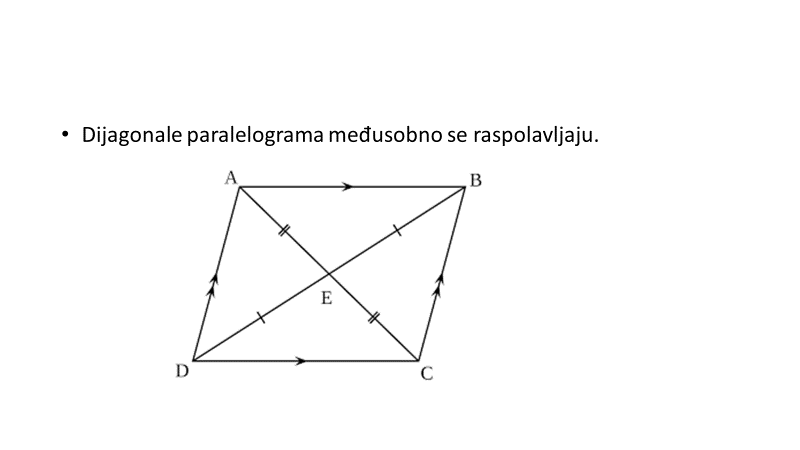 • Dijagonale paralelograma međusobno se raspolavljaju.
A
B
E
D
C